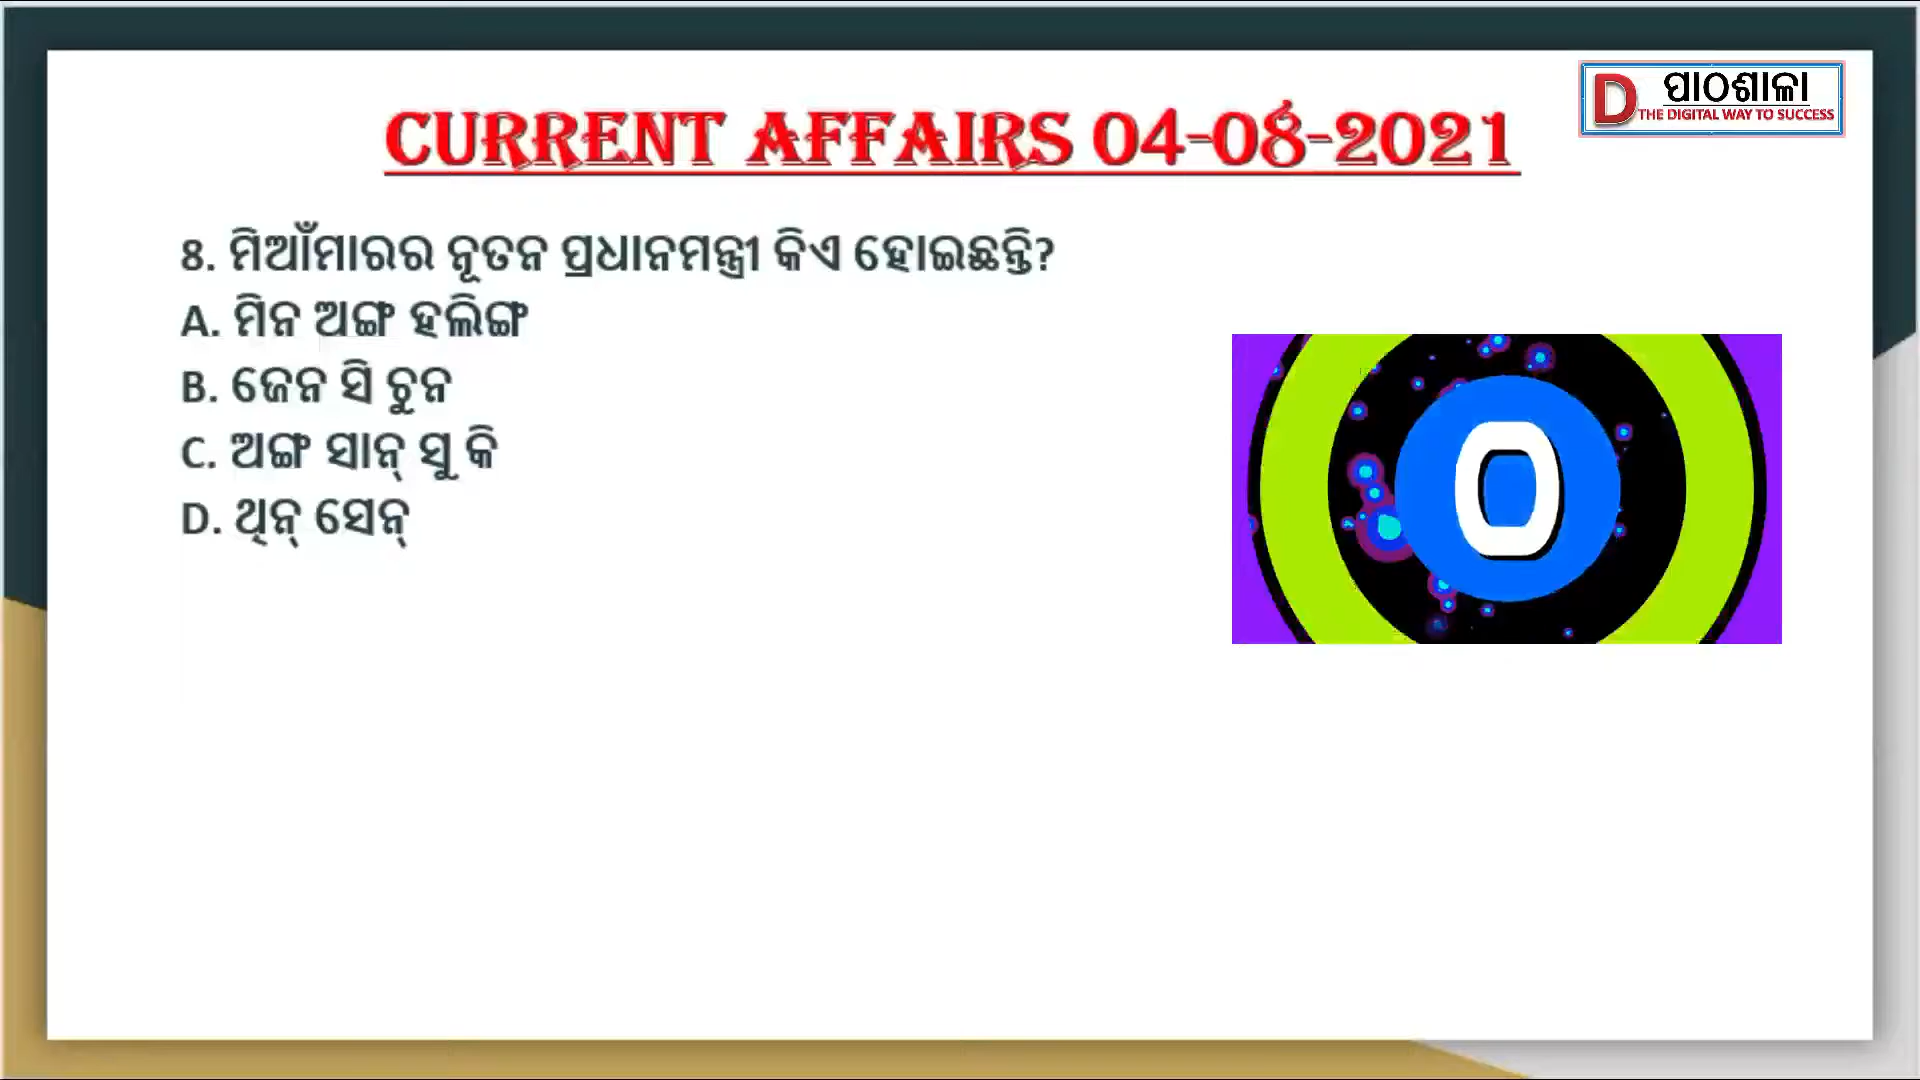 D ପାଠଶାଳା
THE DIGITAL WAY TO SUCCESS
CURRENT AFFAIRS 04-08-2021
8. ମିଆଁମାରର ନୂତନ ପ୍ରଧାନମନ୍ତ୍ରୀ କିଏ ହୋଇଛନ୍ତି?
A. ମିନ ଅଙ୍ଗ ହଲିଙ୍ଗ
B. ଜେନ ସି ଚୁନ
C. ଅଙ୍ଗ ସାନ୍ ସୁ କି
D. ଥିନ୍ ସେନ୍
0